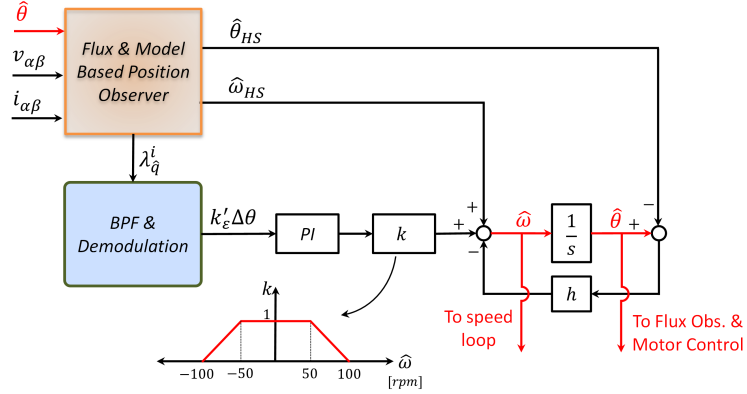 θ̂
v_αβ
i_αβ
Flux & Model
Based Position
Observer
θ̂_HS
ω̂_HS
λ^i_q̂
BPF &
Demodulation
k′_ε Δθ
PI
k
+
+
−
ω̂
1
s
θ̂
−
+
h
To speed
loop
To Flux Obs. &
Motor Control
k
1
−100
−50
50
100
ω̂
[rpm]